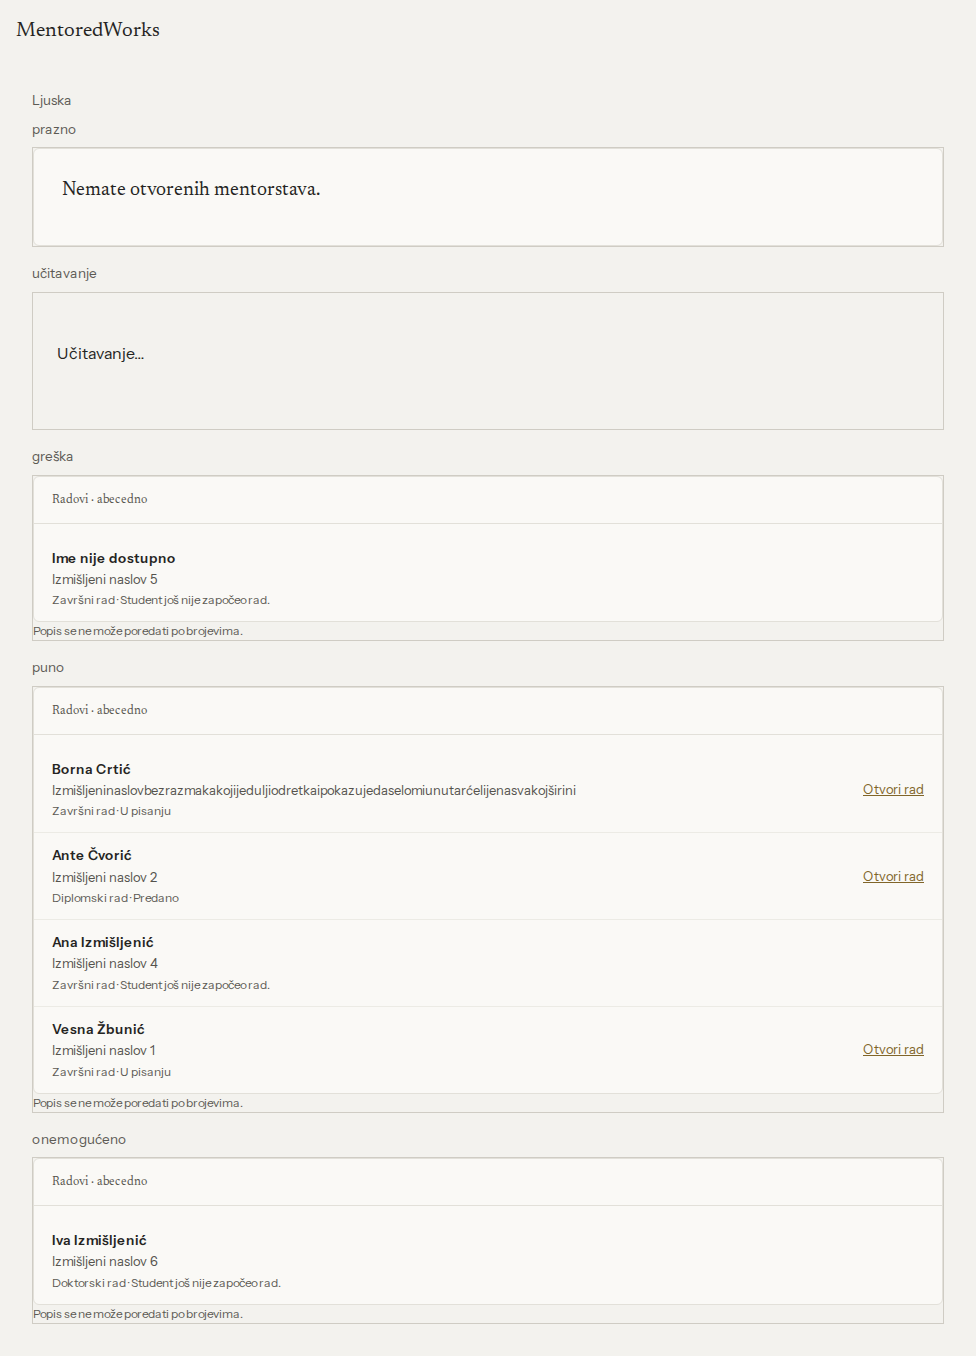 MentoredWorks
Ljuska
prazno
Nemate otvorenih mentorstava.
učitavanje
Učitavanje…
greška
Radovi · abecedno
Ime nije dostupno
Izmišljeni naslov 5
Završni rad · Student još nije započeo rad.
Popis se ne može poredati po brojevima.
puno
Radovi · abecedno
Borna Crtić
Izmišljeninaslovbezrazmakakojijeduljiodretkaipokazujedaselomiunutarćelijenasvakojširini
Otvori rad
Završni rad · U pisanju
Ante Čvorić
Izmišljeni naslov 2
Otvori rad
Diplomski rad · Predano
Ana Izmišljenić
Izmišljeni naslov 4
Završni rad · Student još nije započeo rad.
Vesna Žbunić
Izmišljeni naslov 1
Otvori rad
Završni rad · U pisanju
Popis se ne može poredati po brojevima.
onemogućeno
Radovi · abecedno
Iva Izmišljenić
Izmišljeni naslov 6
Doktorski rad · Student još nije započeo rad.
Popis se ne može poredati po brojevima.